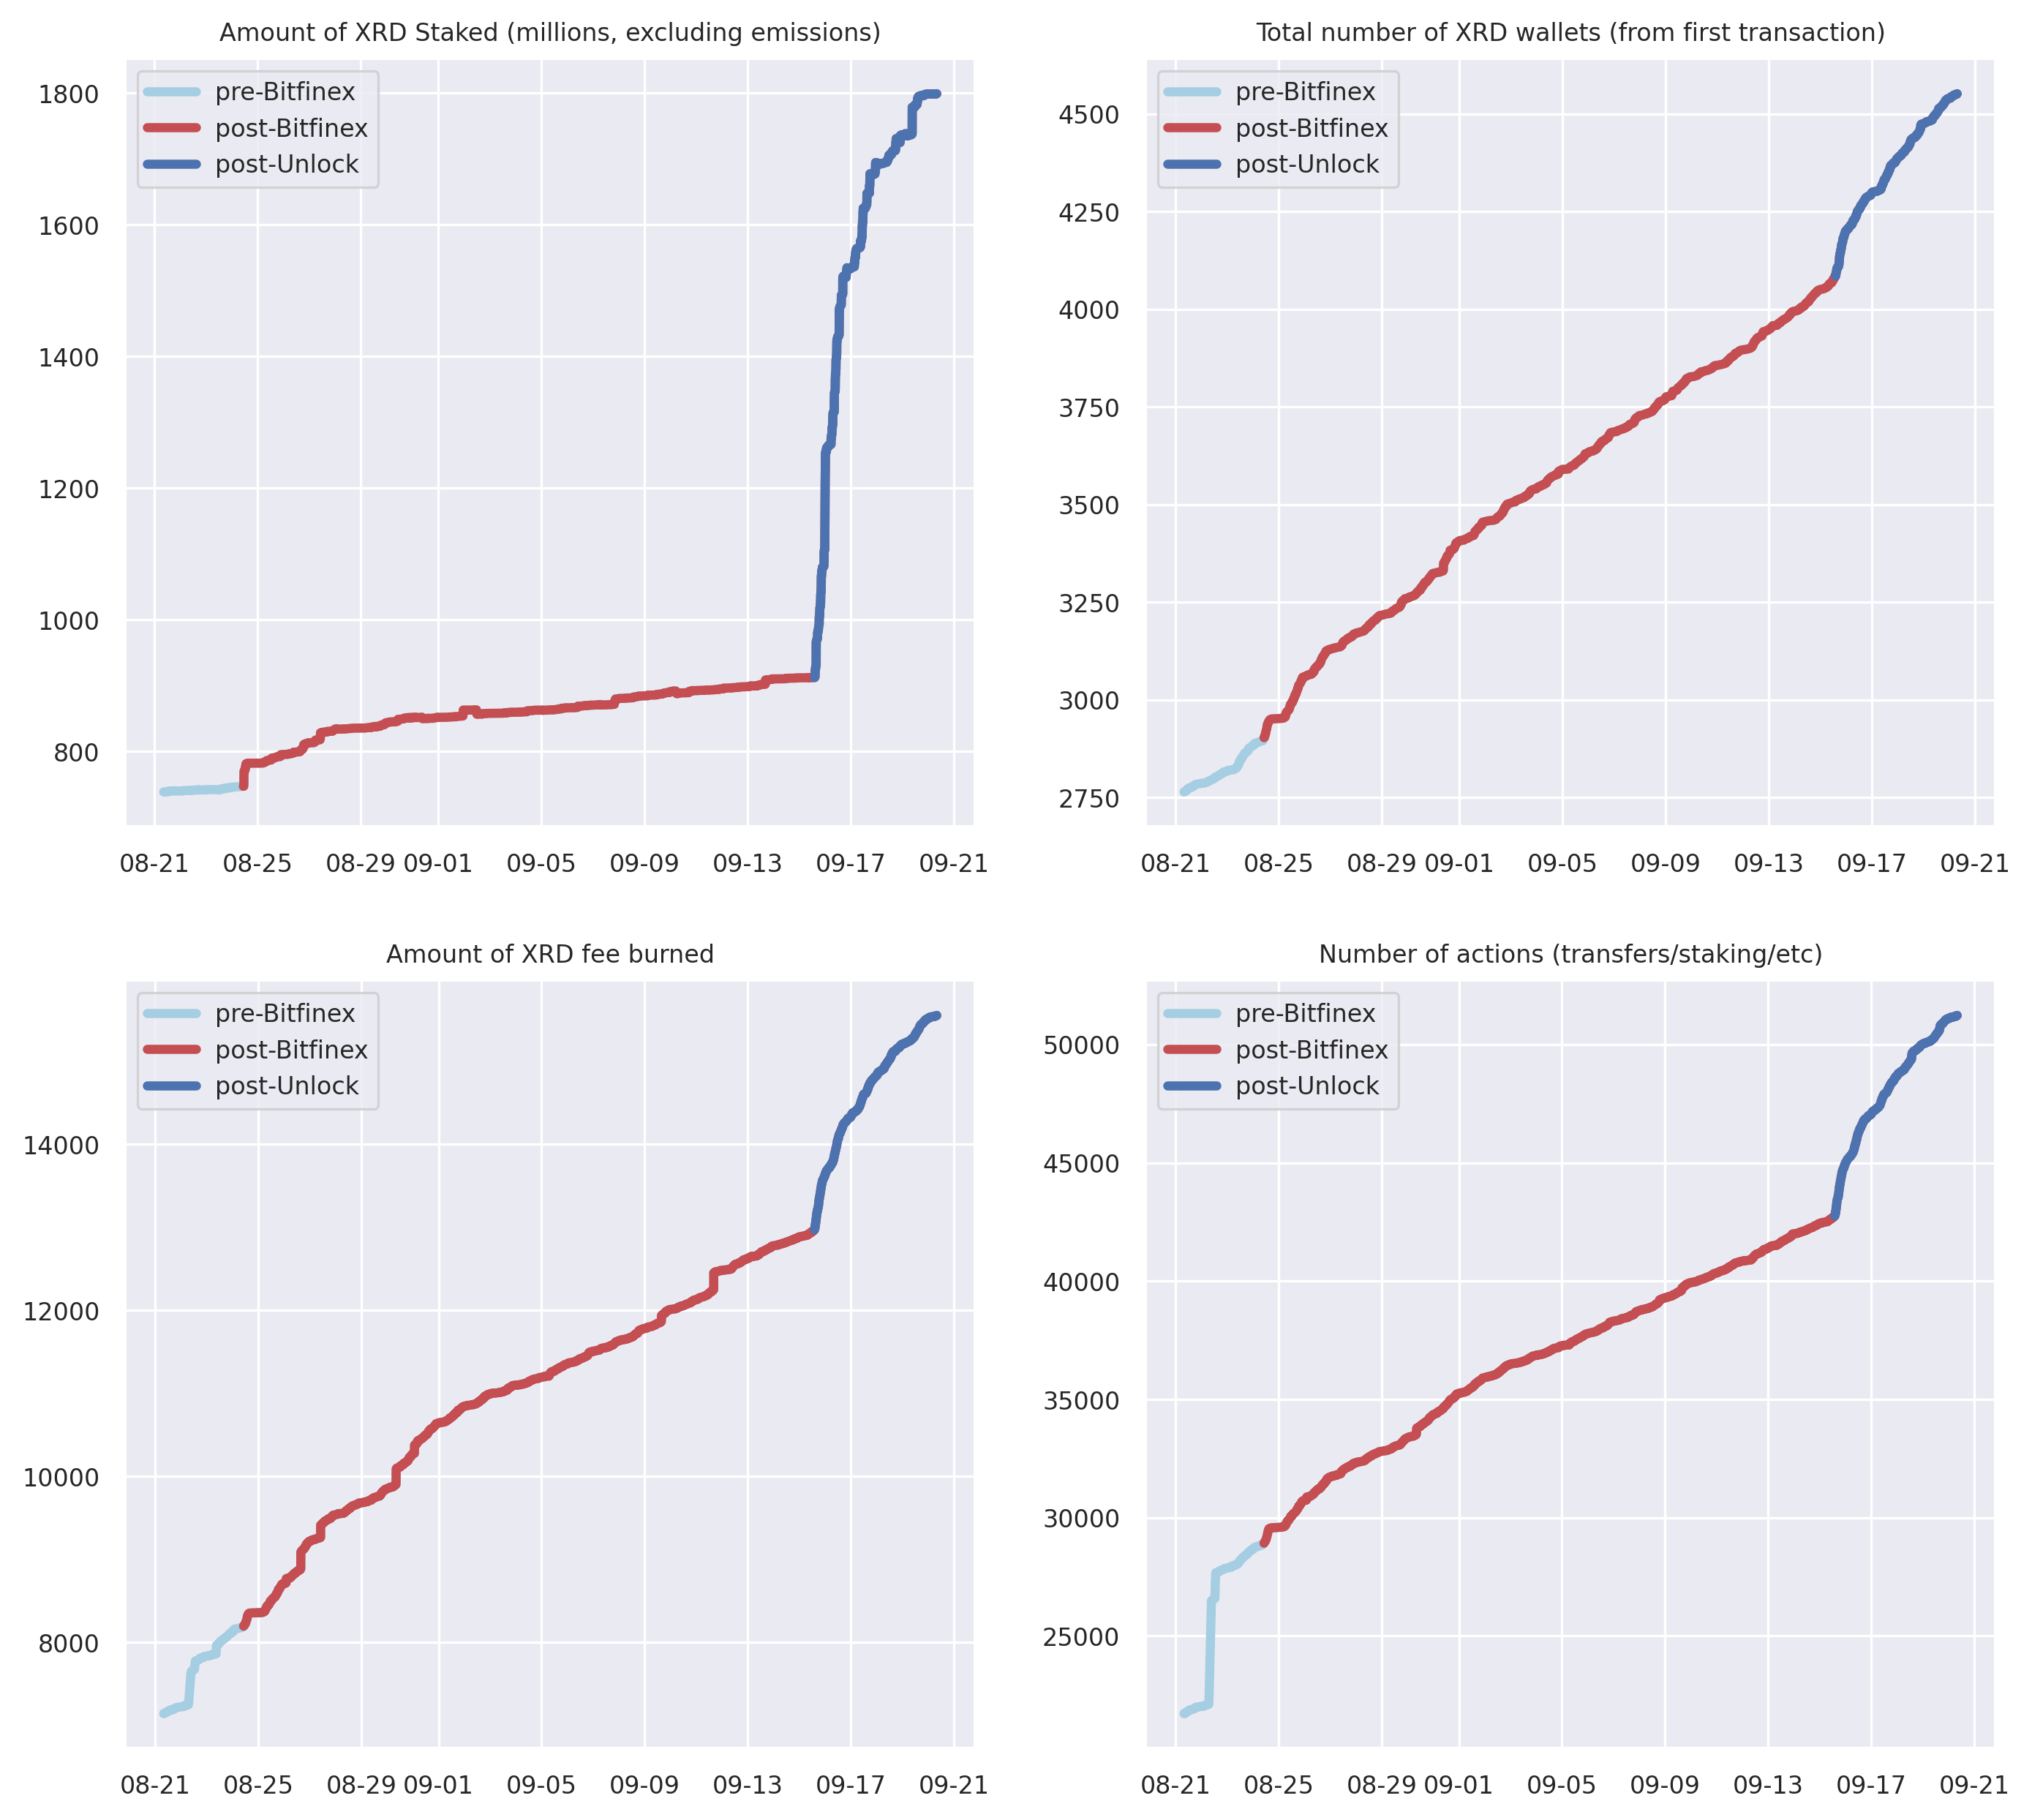 Amount of XRD Staked (millions, excluding emissions)
pre-Bitfinex
post-Bitfinex
post-Unlock
1800
1600
1400
1200
1000
800
08-21 08-25 08-29 09-01 09-05 09-09 09-13 09-17 09-21
Total number of XRD wallets (from first transaction)
pre-Bitfinex
post-Bitfinex
post-Unlock
4500
4250
4000
3750
3500
3250
3000
2750
08-21 08-25 08-29 09-01 09-05 09-09 09-13 09-17 09-21
Amount of XRD fee burned
pre-Bitfinex
post-Bitfinex
post-Unlock
14000
12000
10000
8000
08-21 08-25 08-29 09-01 09-05 09-09 09-13 09-17 09-21
Number of actions (transfers/staking/etc)
pre-Bitfinex
post-Bitfinex
post-Unlock
50000
45000
40000
35000
30000
25000
08-21 08-25 08-29 09-01 09-05 09-09 09-13 09-17 09-21